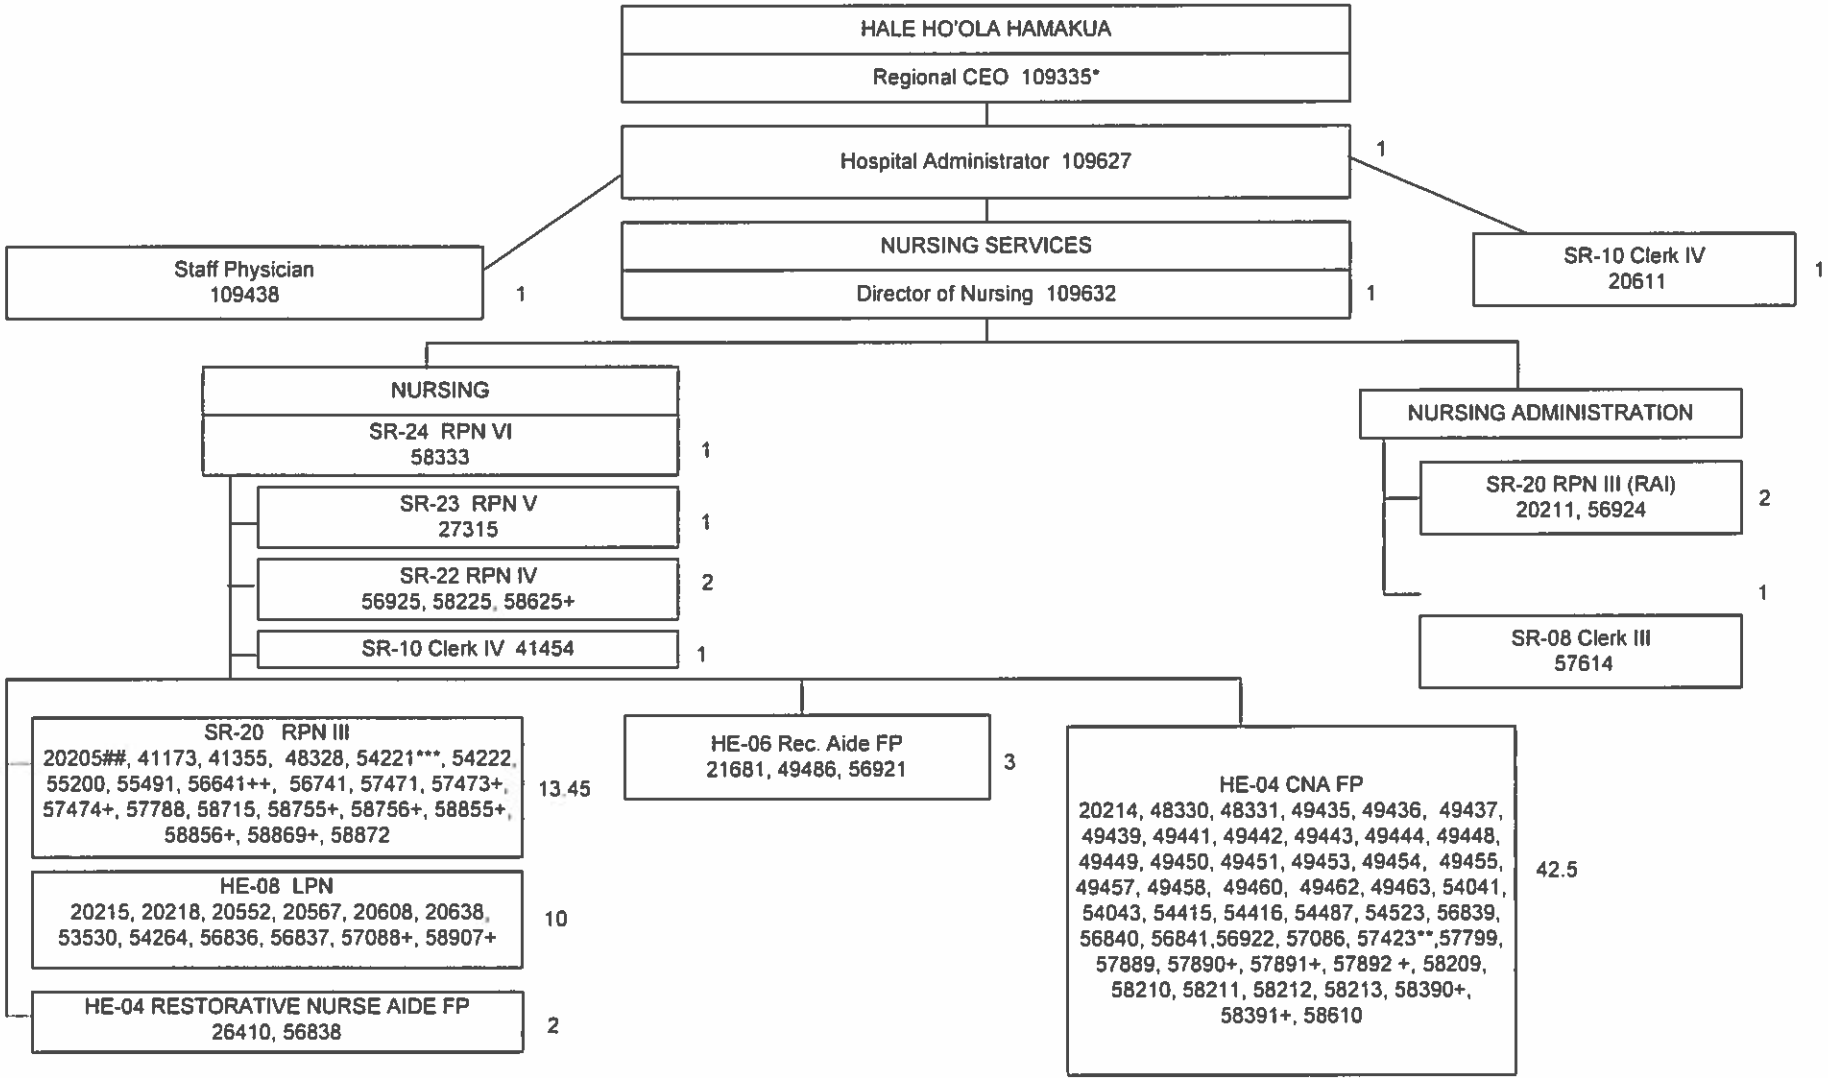 HALE HO'OLA HAMAKUA
Regional CEO 109335*
Hospital Administrator 109627
1
NURSING SERVICES
Director of Nursing 109632
1
Staff Physician
109438
1
SR-10 Clerk IV
20611
1
NURSING
SR-24 RPN VI
58333
1
SR-23 RPN V
27315
1
SR-22 RPN IV
56925, 58225, 58625+
2
SR-10 Clerk IV 41454
1
NURSING ADMINISTRATION
SR-20 RPN III (RAI)
20211, 56924
2
1
SR-08 Clerk III
57614
SR-20 RPN III
20205##, 41173, 41355, 48328, 54221***, 54222,
55200, 55491, 56641++, 56741, 57471, 57473+,
57474+, 57788, 58715, 58755+, 58756+, 58855+,
58856+, 58869+, 58872
13.45
HE-08 LPN
20215, 20218, 20552, 20567, 20608, 20638,
53530, 54264, 56836, 56837, 57088+, 58907+
10
HE-04 RESTORATIVE NURSE AIDE FP
26410, 56838
2
HE-06 Rec. Aide FP
21681, 49486, 56921
3
HE-04 CNA FP
20214, 48330, 48331, 49435, 49436, 49437,
49439, 49441, 49442, 49443, 49444, 49448,
49449, 49450, 49451, 49453, 49454, 49455,
49457, 49458, 49460, 49462, 49463, 54041,
54043, 54415, 54416, 54487, 54523, 56839,
56840, 56841,56922, 57086, 57423**,57799,
57889, 57890+, 57891+, 57892 +, 58209,
58210, 58211, 58212, 58213, 58390+,
58391+, 58610
42.5